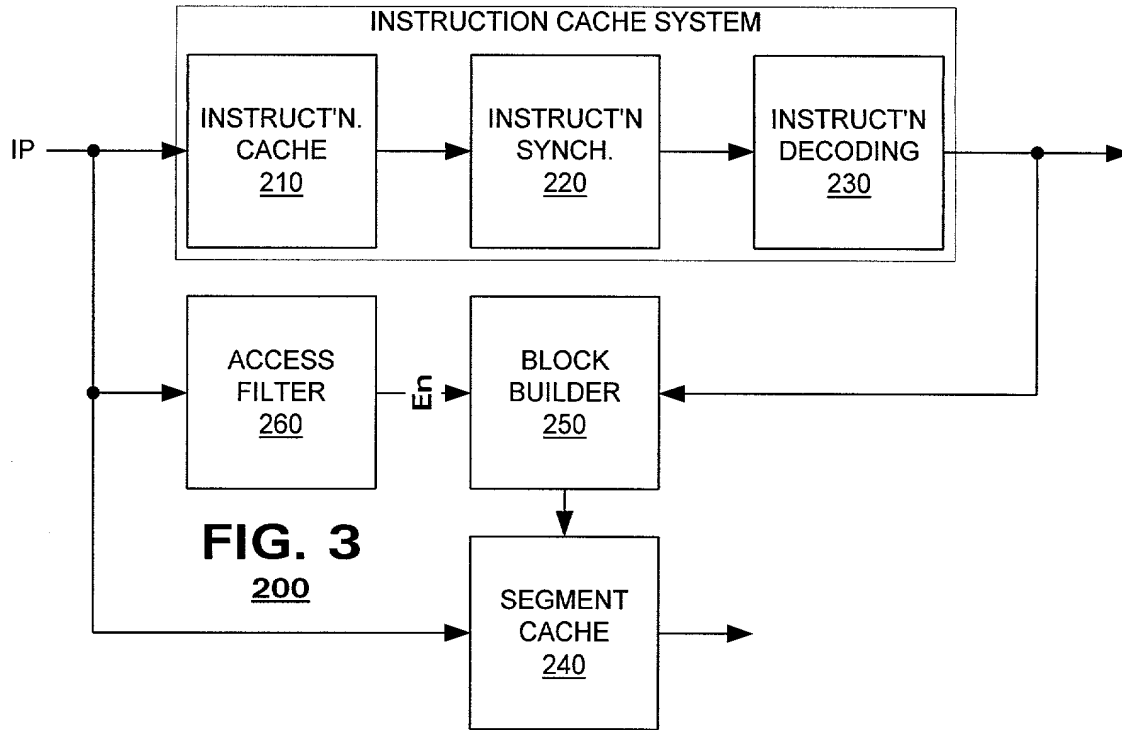 INSTRUCTION CACHE SYSTEM
IP
INSTRUCT'N.
CACHE
210
INSTRUCT'N
SYNCH.
220
INSTRUCT'N
DECODING
230
ACCESS
FILTER
260
En
BLOCK
BUILDER
250
FIG. 3
200
SEGMENT
CACHE
240